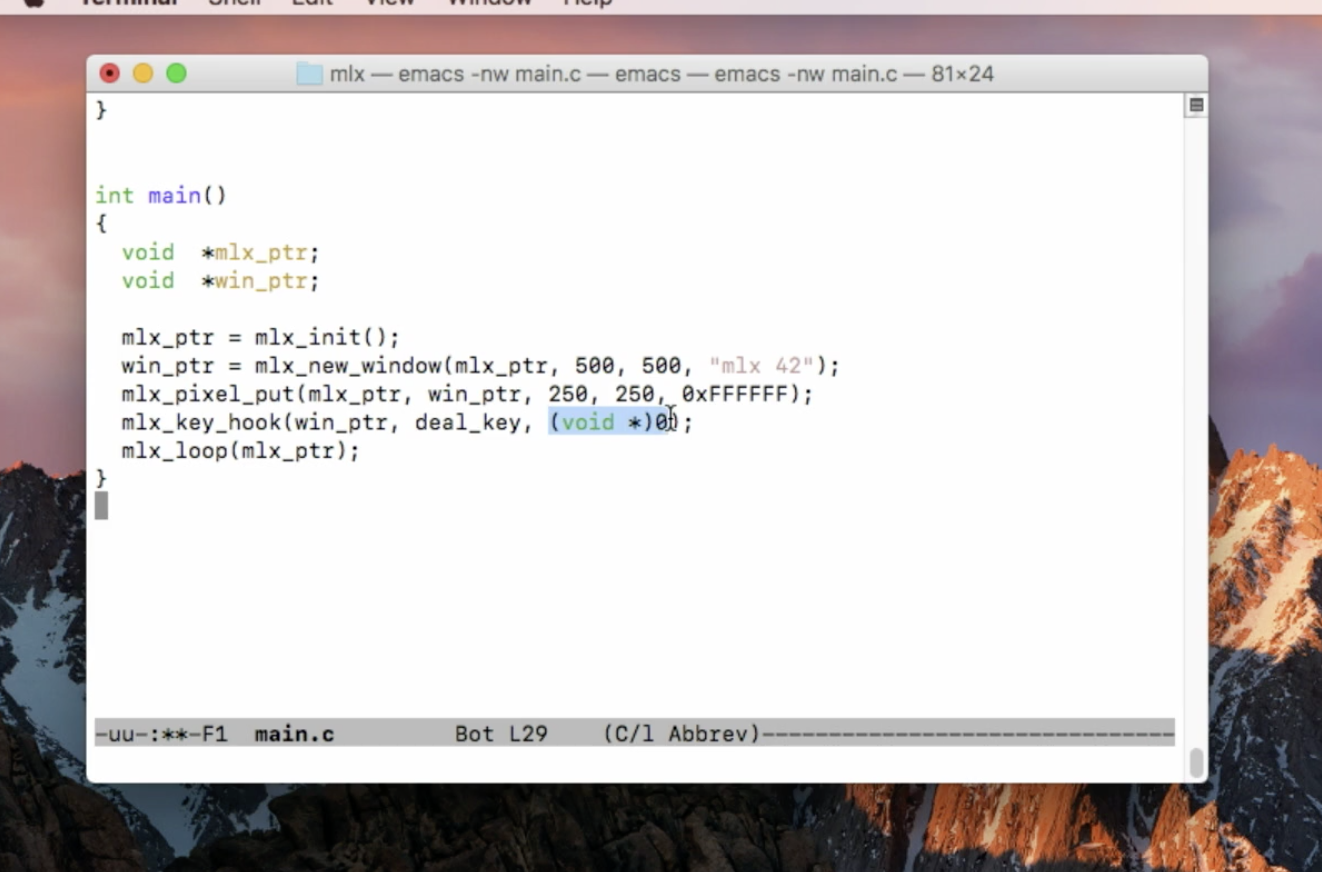 Terminal Shell Edit View Window Help
mlx — emacs -nw main.c — emacs — emacs -nw main.c — 81×24
}
int main()
{
  void  *mlx_ptr;
  void  *win_ptr;
  mlx_ptr = mlx_init();
  win_ptr = mlx_new_window(mlx_ptr, 500, 500, "mlx 42");
  mlx_pixel_put(mlx_ptr, win_ptr, 250, 250, 0xFFFFFF);
  mlx_key_hook(win_ptr, deal_key, (void *)0);
  mlx_loop(mlx_ptr);
}
-uu-:**-F1  main.c         Bot L29    (C/l Abbrev)-------------------------------